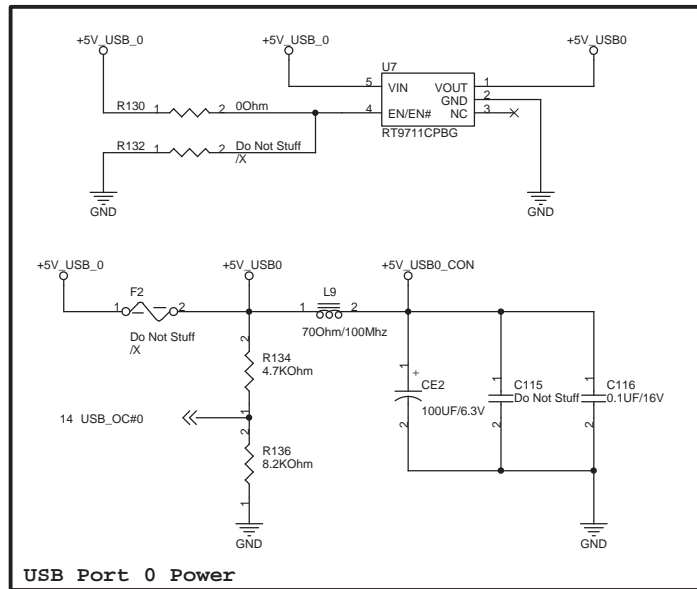 +5V_USB_0
+5V_USB_0
+5V_USB0
U7
5 VIN VOUT 1
GND 2
R130 1 2 0Ohm
4 EN/EN# NC 3
RT9711CPBG
R132 1 2 Do Not Stuff
/X
GND
GND
+5V_USB_0
+5V_USB0
+5V_USB0_CON
F2
L9
1 2
1 2
Do Not Stuff
/X
70Ohm/100Mhz
2
R134
4.7KOhm
1
1
+
CE2
100UF/6.3V
2
1
C115
Do Not Stuff
2
1
C116
0.1UF/16V
2
14 USB_OC#0
2
R136
8.2KOhm
1
GND
GND
USB Port 0 Power